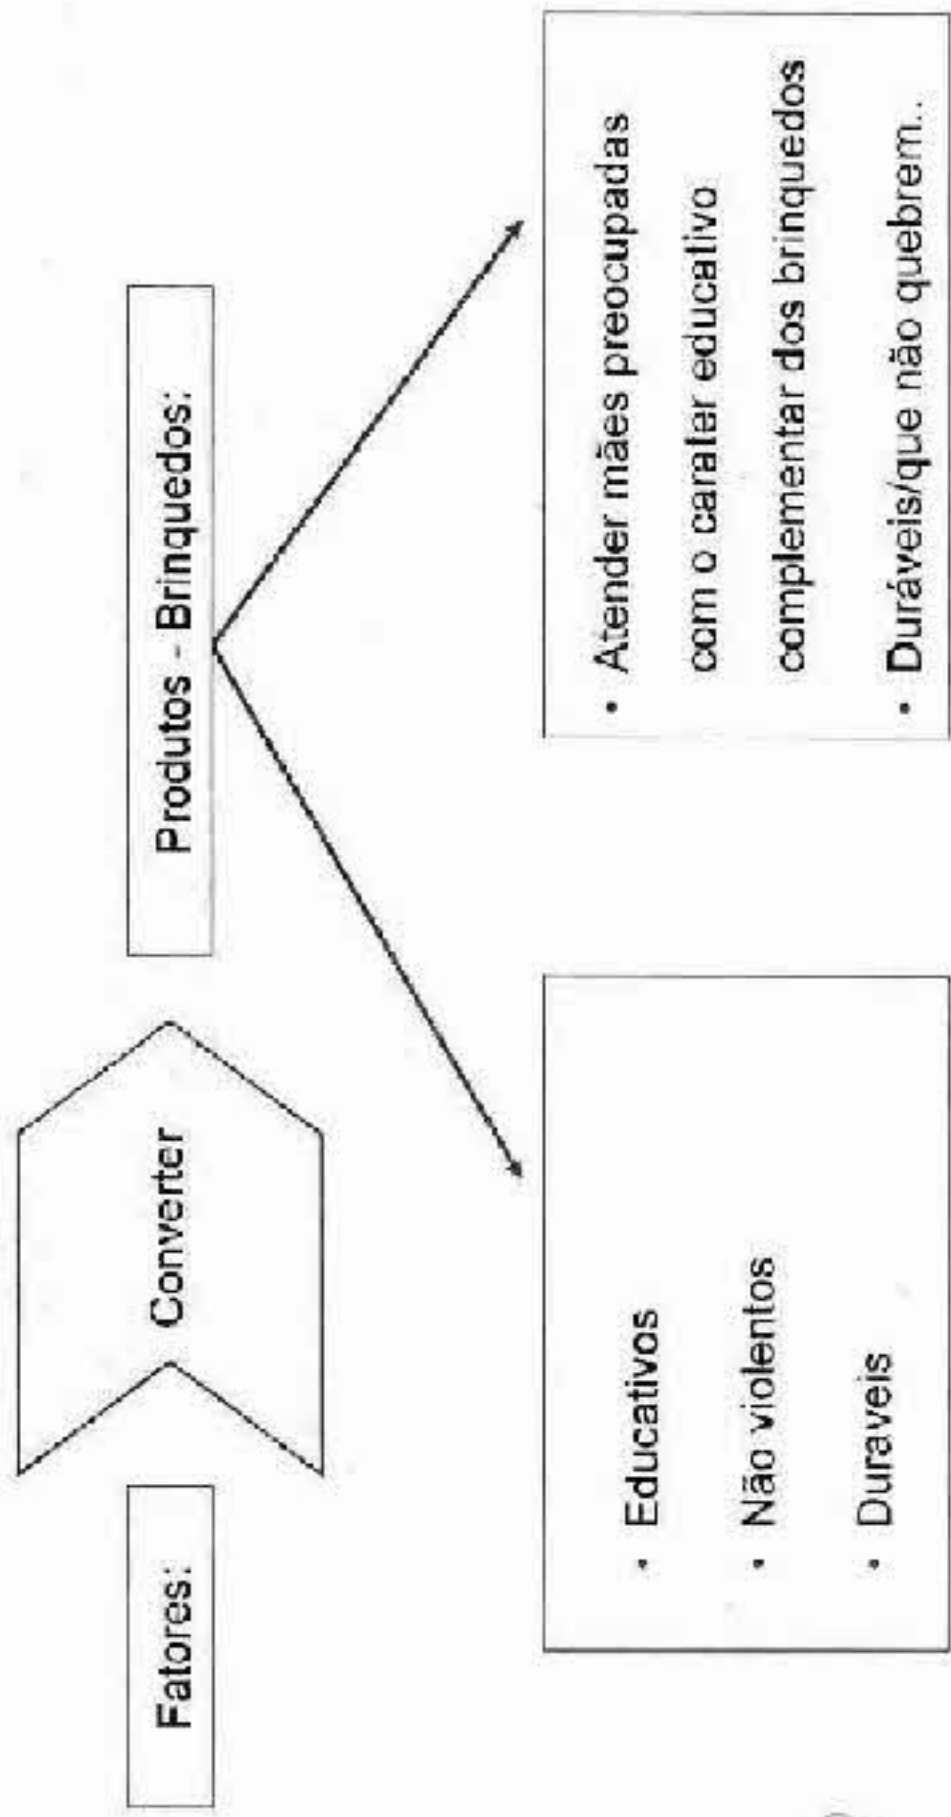 Fatores:
Converter
Produtos - Brinquedos:
• Educativos
• Não violentos
• Duraveis
• Atender mães preocupadas
com o carater educativo
complementar dos brinquedos
• Duráveis/que não quebrem..